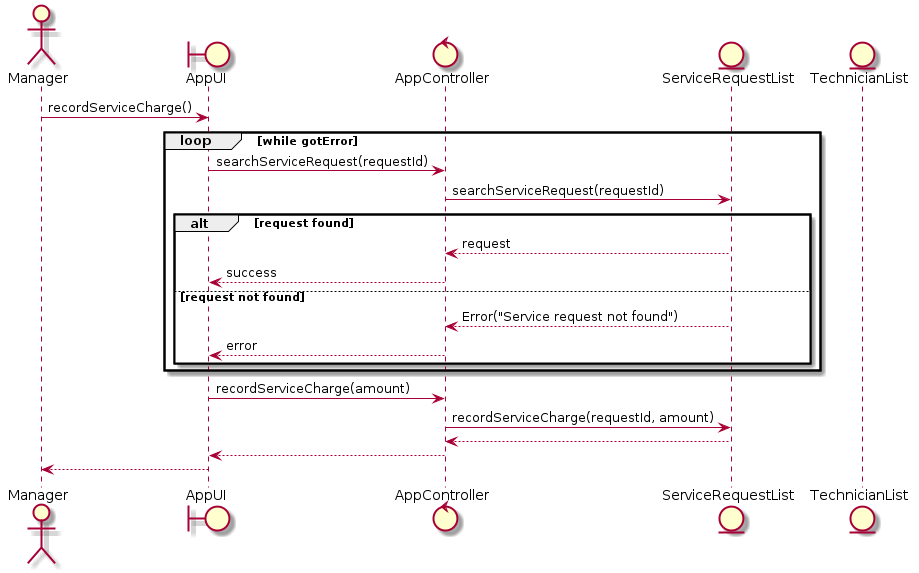 Manager AppUI AppController ServiceRequestList TechnicianList
recordServiceCharge()
loop [while gotError]
searchServiceRequest(requestId)
searchServiceRequest(requestId)
alt [request found]
request
success
[request not found]
Error("Service request not found")
error
recordServiceCharge(amount)
recordServiceCharge(requestId, amount)
Manager AppUI AppController ServiceRequestList TechnicianList